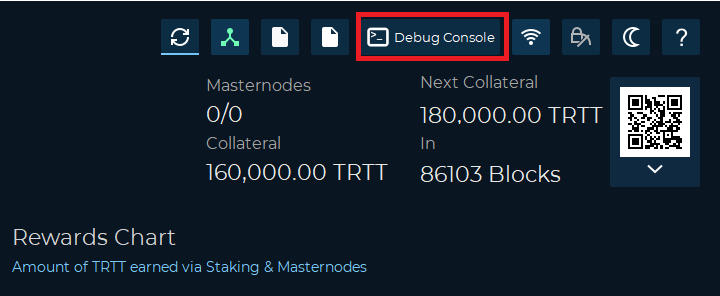 >_ Debug Console
?
Masternodes
0/0
Collateral
160,000.00 TRTT
Next Collateral
180,000.00 TRTT
In
86103 Blocks
Rewards Chart
Amount of TRTT earned via Staking & Masternodes